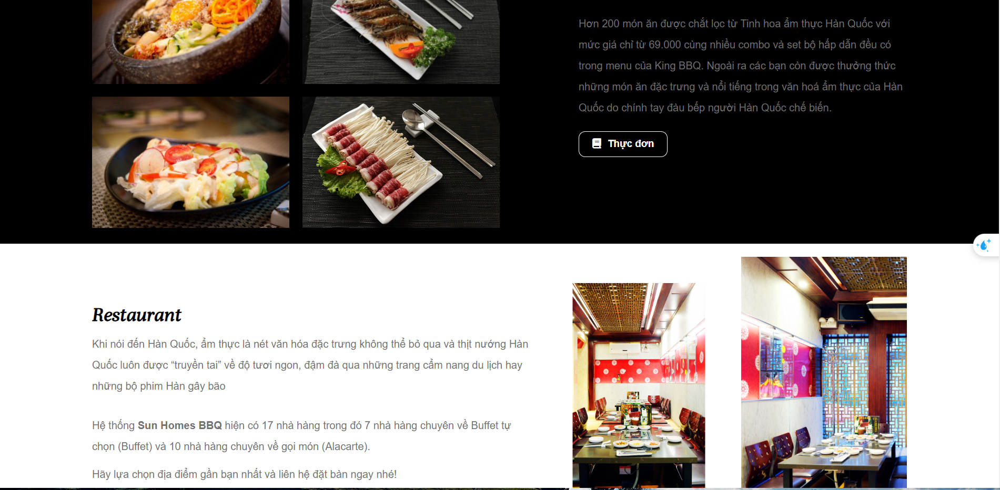 Hơn 200 món ăn được chắt lọc từ Tinh hoa ẩm thực Hàn Quốc với
mức giá chỉ từ 69.000 cùng nhiều combo và set bộ hấp dẫn đều có
trong menu của King BBQ. Ngoài ra các bạn còn được thưởng thức
những món ăn đặc trưng và nổi tiếng trong văn hoá ẩm thực của Hàn
Quốc do chính tay đàu bếp người Hàn Quốc chế biến.
Thực đơn
Restaurant
Khi nói đến Hàn Quốc, ẩm thực là nét văn hóa đặc trưng không thể bỏ qua và thịt nướng Hàn
Quốc luôn được “truyền tai” về độ tươi ngon, đậm đà qua những trang cẩm nang du lịch hay
những bộ phim Hàn gây bão
Hệ thống Sun Homes BBQ hiện có 17 nhà hàng trong đó 7 nhà hàng chuyên về Buffet tự
chọn (Buffet) và 10 nhà hàng chuyên về gọi món (Alacarte).
Hãy lựa chọn địa điểm gần bạn nhất và liên hệ đặt bàn ngay nhé!